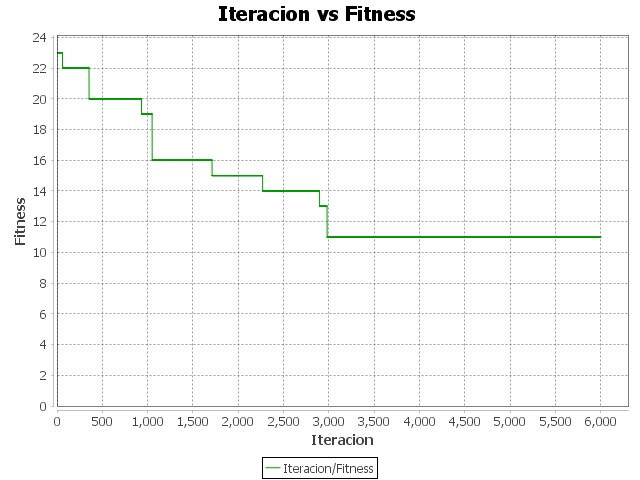 Iteracion vs Fitness
24
22
20
18
16
14
12
10
8
6
4
2
0
Fitness
0 500 1,000 1,500 2,000 2,500 3,000 3,500 4,000 4,500 5,000 5,500 6,000
Iteracion
Iteracion/Fitness